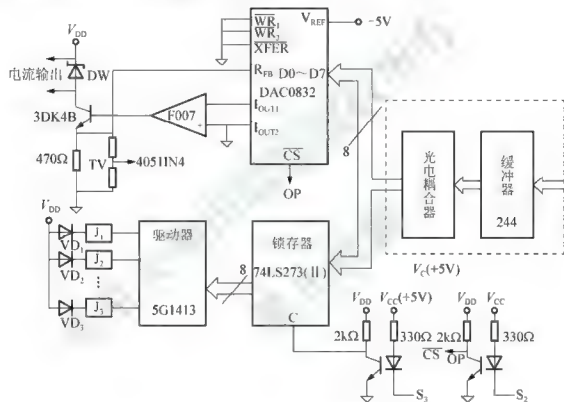 V_DD
电流输出
DW
3DK4B
470Ω
TV
4051IN4
F007
WR₁
WR₂
XFER
V_REF
-5V
R_FB
D0～D7
DAC0832
I_OUT1
I_OUT2
CS
OP
8
光电耦合器
缓冲器
244
V_C(+5V)
V_DD
VD₁
VD₂
VD₃
J₁
J₂
J₃
驱动器
5G1413
8
锁存器
74LS273(Ⅱ)
C
V_DD
V_CC(+5V)
V_DD
V_CC
2kΩ
330Ω
2kΩ
330Ω
CS
OP
S₃
S₂